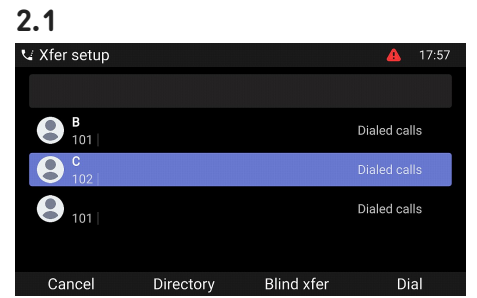 2.1
Xfer setup 17:57
B
101 | Dialed calls
C
102 | Dialed calls
101 | Dialed calls
Cancel Directory Blind xfer Dial